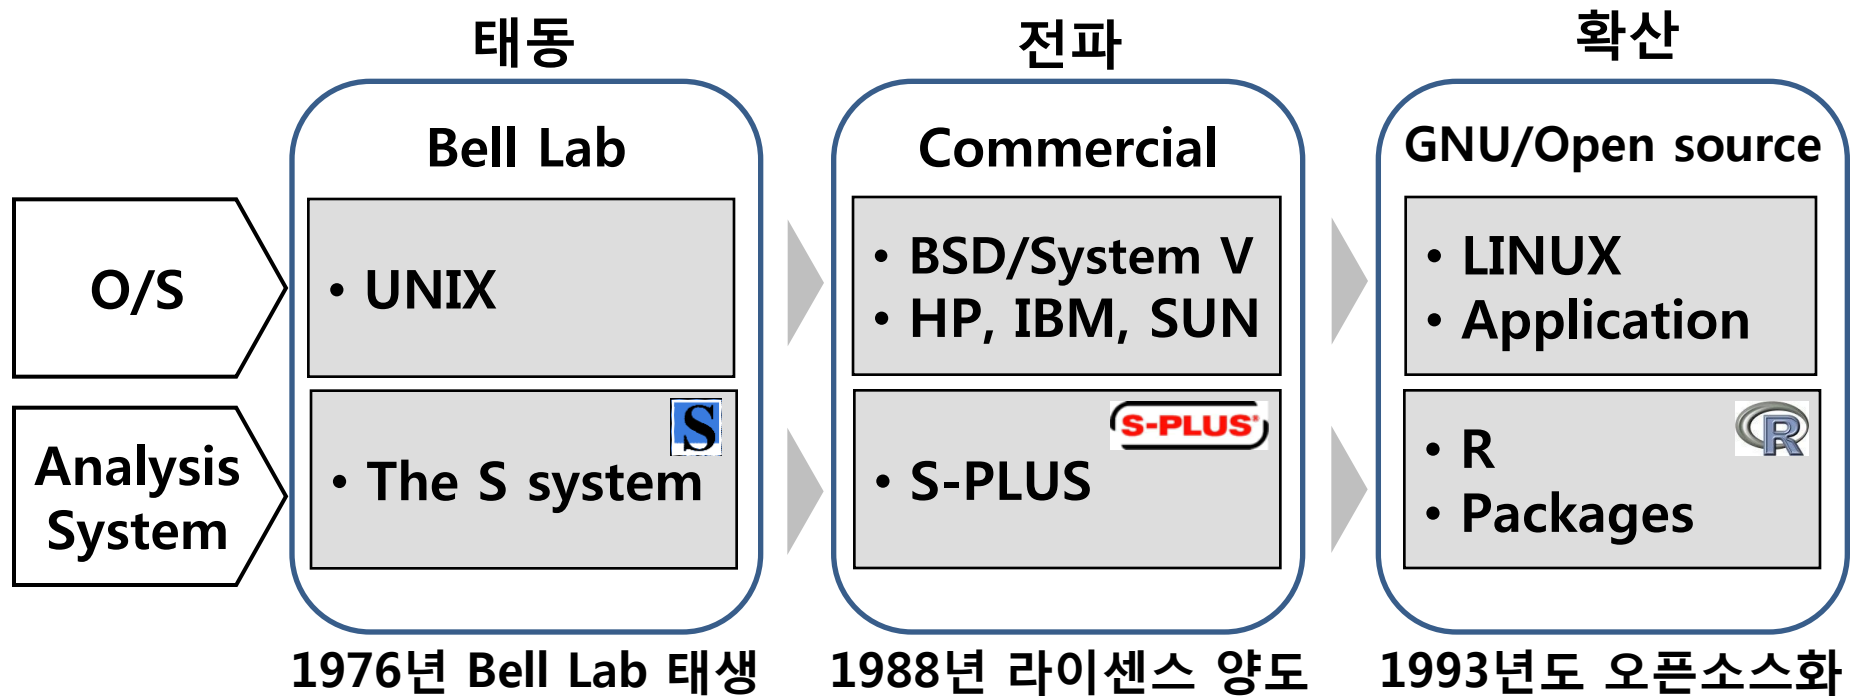 태동
전파
확산
Bell Lab
Commercial
GNU/Open source
O/S
• UNIX
• BSD/System V
• HP, IBM, SUN
• LINUX
• Application
Analysis
System
S
• The S system
S-PLUS
• S-PLUS
R
• R
• Packages
1976년 Bell Lab 태생
1988년 라이센스 양도
1993년도 오픈소스화